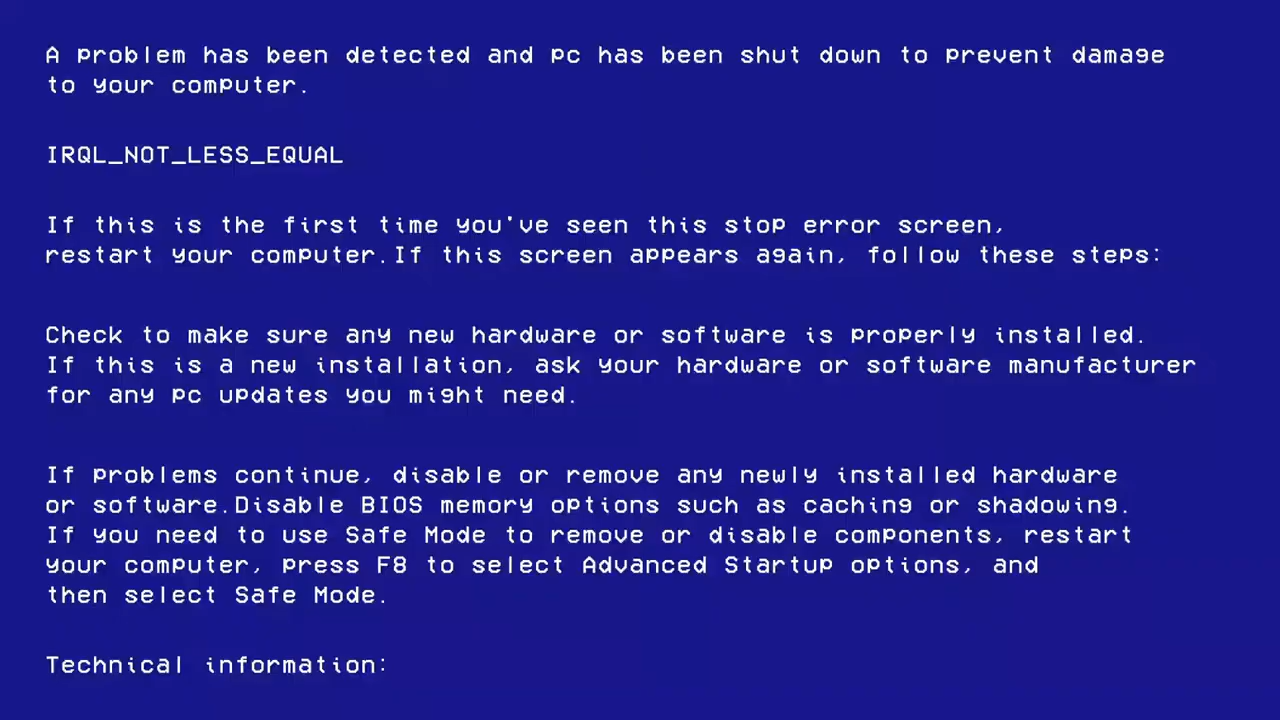 A problem has been detected and pc has been shut down to prevent damage
to your computer.
IRQL_NOT_LESS_EQUAL
If this is the first time you've seen this stop error screen,
restart your computer.If this screen appears again, follow these steps:
Check to make sure any new hardware or software is properly installed.
If this is a new installation, ask your hardware or software manufacturer
for any pc updates you might need.
If problems continue, disable or remove any newly installed hardware
or software.Disable BIOS memory options such as caching or shadowing.
If you need to use Safe Mode to remove or disable components, restart
your computer, press F8 to select Advanced Startup options, and
then select Safe Mode.
Technical information: